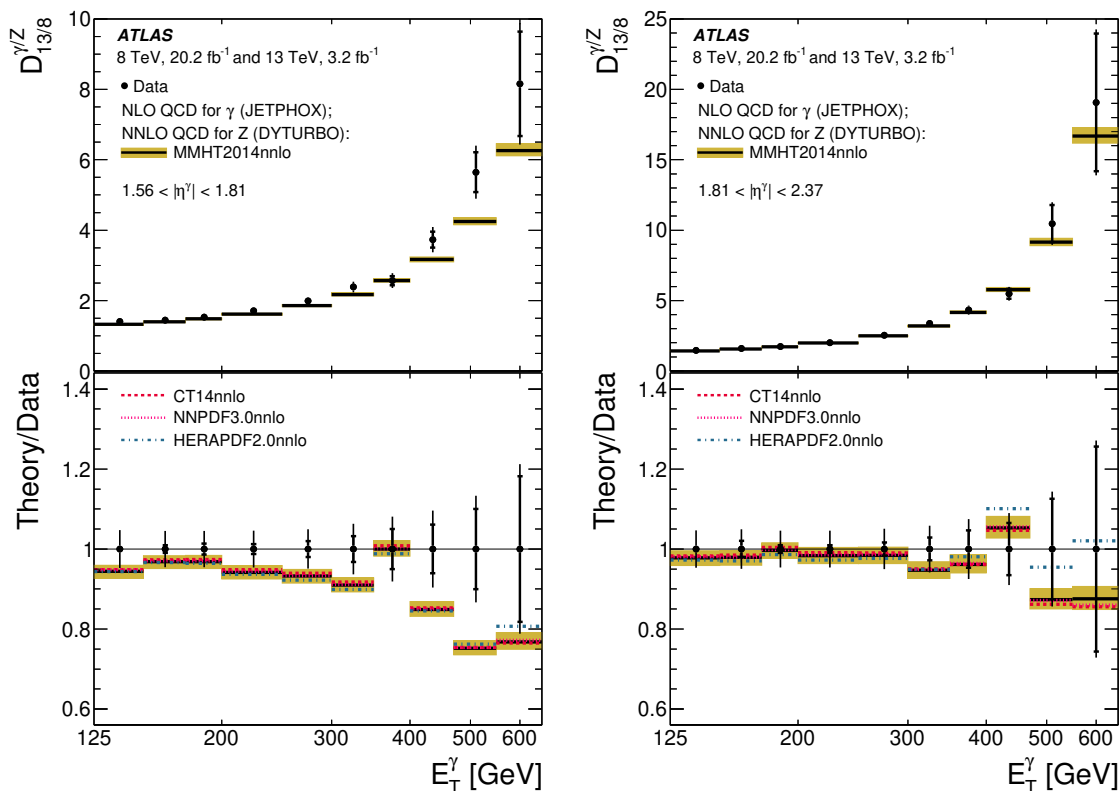 D_{13/8}^{γ/Z}
10
8
6
4
2
0
ATLAS
8 TeV, 20.2 fb⁻¹ and 13 TeV, 3.2 fb⁻¹
Data
NLO QCD for γ (JETPHOX);
NNLO QCD for Z (DYTURBO):
MMHT2014nnlo
1.56 < |η^γ| < 1.81
Theory/Data
1.4
1.2
1
0.8
0.6
CT14nnlo
NNPDF3.0nnlo
HERAPDF2.0nnlo
125 200 300 400 500 600
E_T^γ [GeV]
D_{13/8}^{γ/Z}
25
20
15
10
5
0
ATLAS
8 TeV, 20.2 fb⁻¹ and 13 TeV, 3.2 fb⁻¹
Data
NLO QCD for γ (JETPHOX);
NNLO QCD for Z (DYTURBO):
MMHT2014nnlo
1.81 < |η^γ| < 2.37
Theory/Data
1.4
1.2
1
0.8
0.6
CT14nnlo
NNPDF3.0nnlo
HERAPDF2.0nnlo
125 200 300 400 500 600
E_T^γ [GeV]